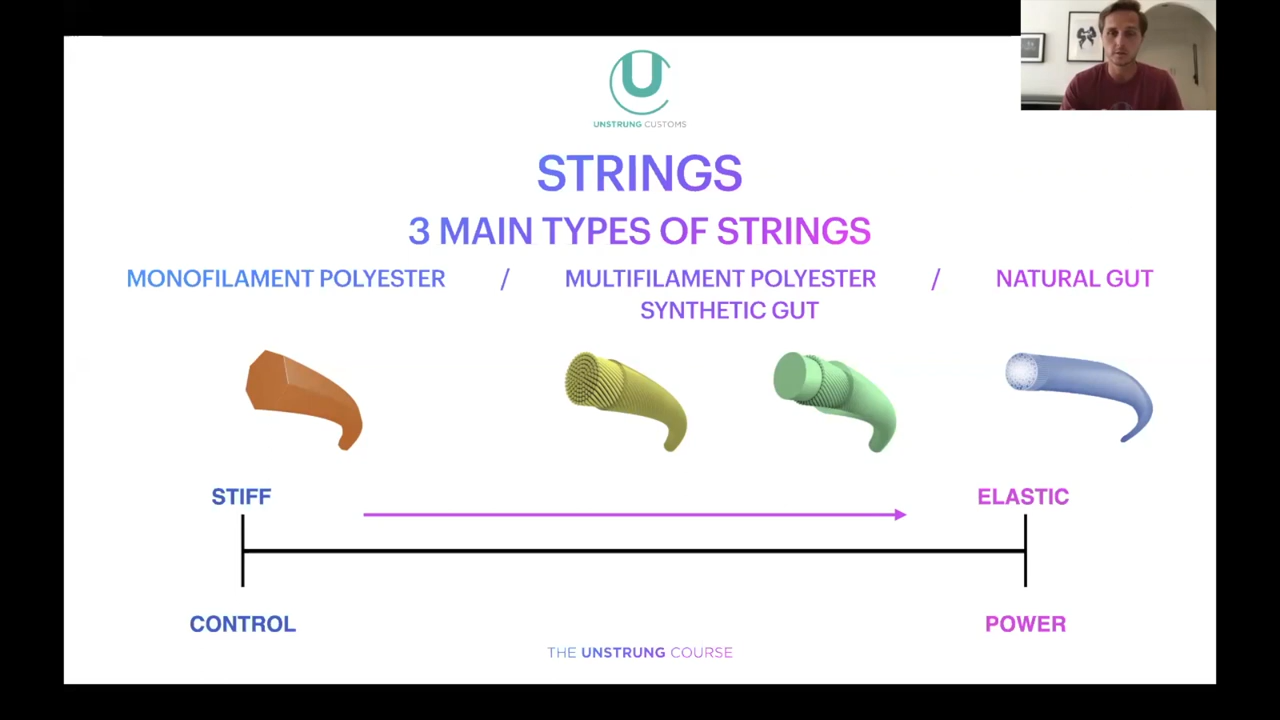 U
UNSTRUNG CUSTOMS
STRINGS
3 MAIN TYPES OF STRINGS
MONOFILAMENT POLYESTER / MULTIFILAMENT POLYESTER / NATURAL GUT
SYNTHETIC GUT
STIFF ELASTIC
CONTROL POWER
THE UNSTRUNG COURSE